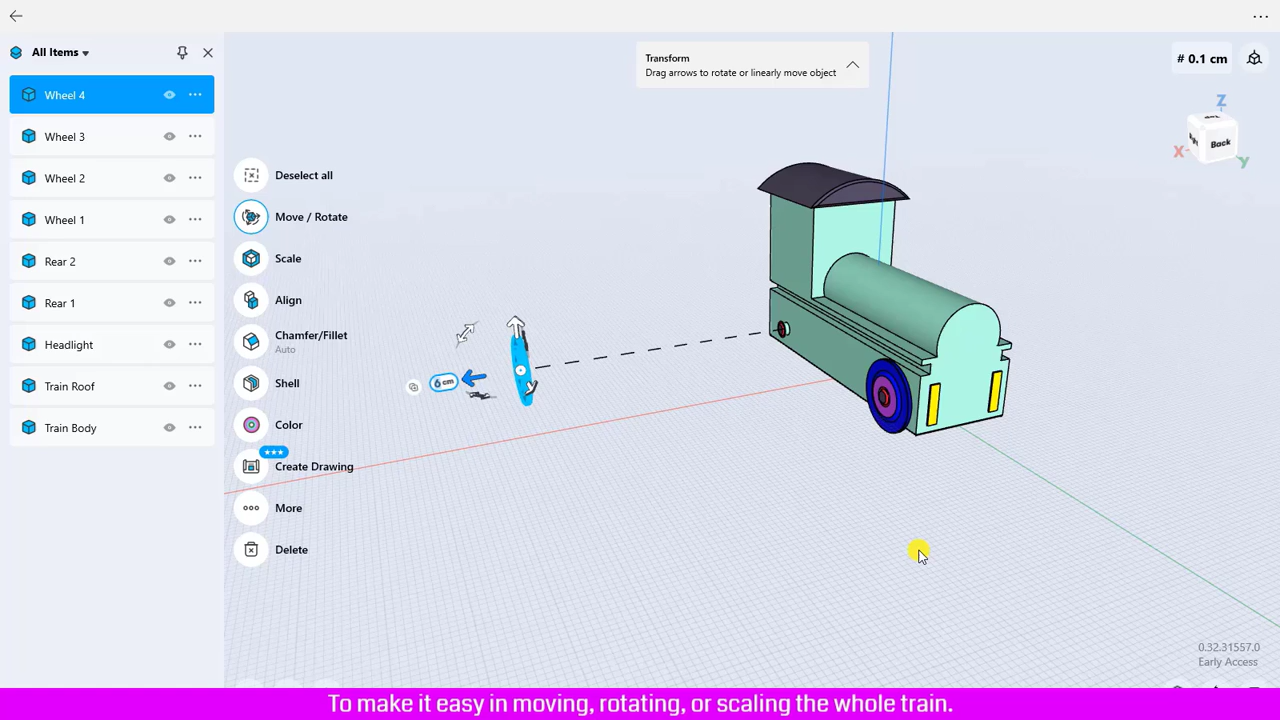 All Items
Wheel 4
Wheel 3
Wheel 2
Wheel 1
Rear 2
Rear 1
Headlight
Train Roof
Train Body
Deselect all
Move / Rotate
Scale
Align
Chamfer/Fillet
Auto
Shell
Color
Create Drawing
More
Delete
Transform
Drag arrows to rotate or linearly move object
# 0.1 cm
Z
Back
X
Y
6 cm
0.32.31557.0
Early Access
To make it easy in moving, rotating, or scaling the whole train.